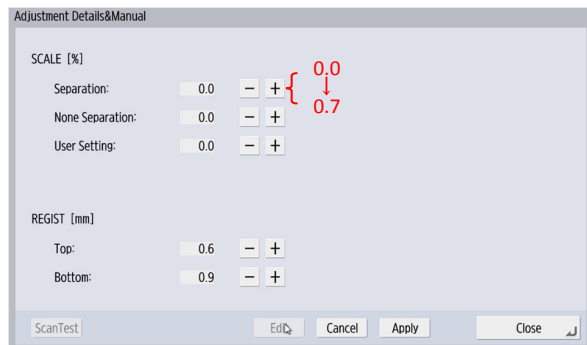 Adjustment Details&Manual
SCALE [%]
Separation: 0.0 - + { 0.0
↓
0.7
None Separation: 0.0 - +
User Setting: 0.0 - +
REGIST [mm]
Top: 0.6 - +
Bottom: 0.9 - +
ScanTest Edit Cancel Apply Close